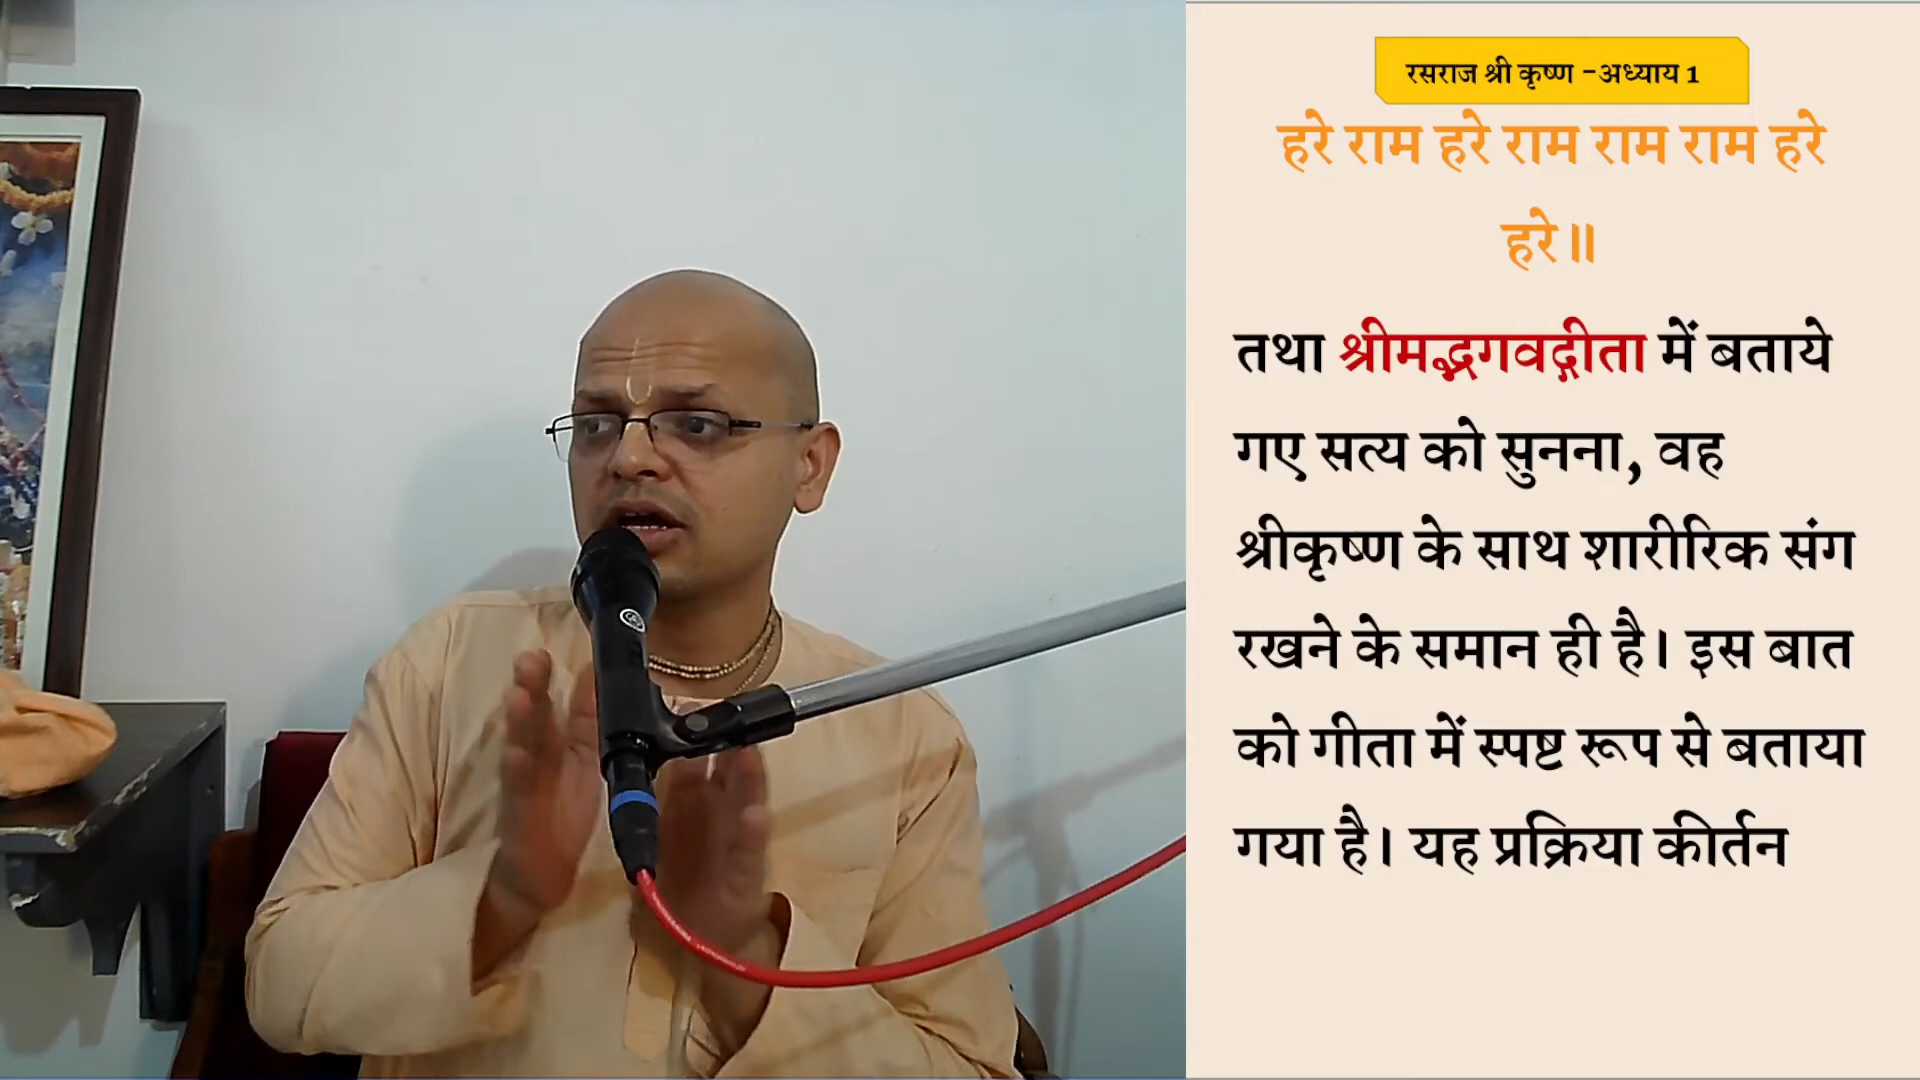 रसराज श्री कृष्ण -अध्याय 1
हरे राम हरे राम राम राम हरे
हरे॥
तथा श्रीमद्भगवद्गीता में बताये
गए सत्य को सुनना, वह
श्रीकृष्ण के साथ शारीरिक संग
रखने के समान ही है। इस बात
को गीता में स्पष्ट रूप से बताया
गया है। यह प्रक्रिया कीर्तन